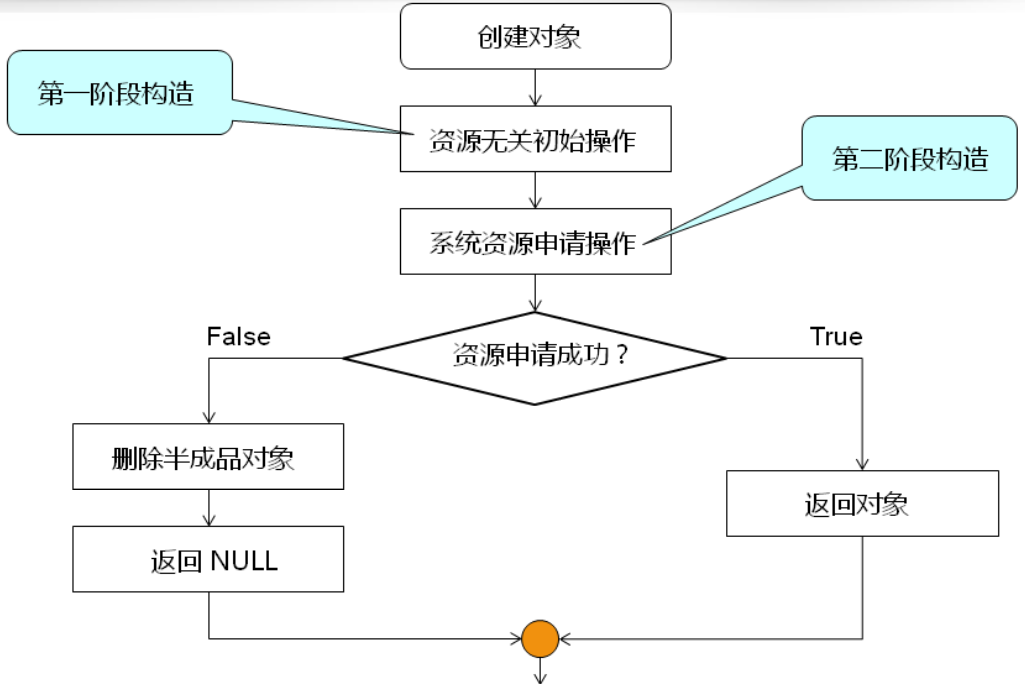 创建对象
第一阶段构造
资源无关初始操作
第二阶段构造
系统资源申请操作
False
资源申请成功？
True
删除半成品对象
返回对象
返回 NULL